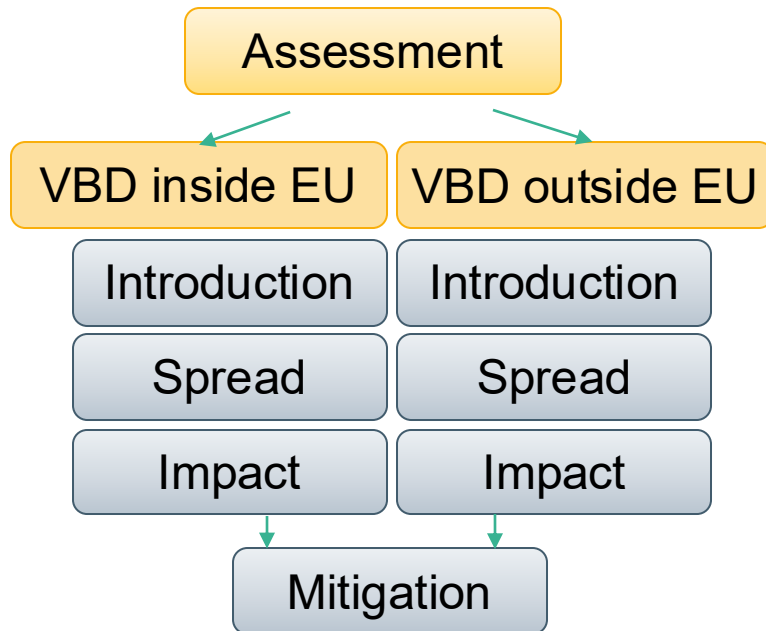 Assessment
VBD inside EU
VBD outside EU
Introduction
Introduction
Spread
Spread
Impact
Impact
Mitigation